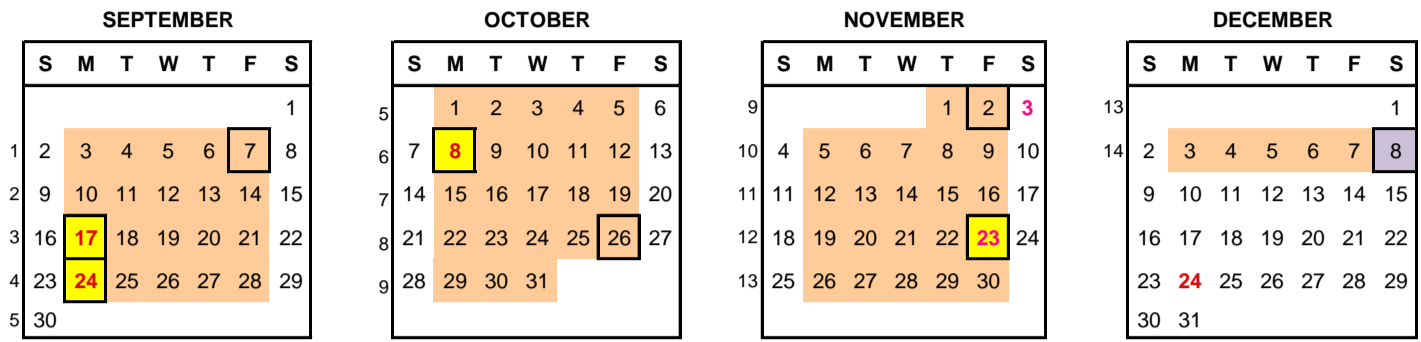 SEPTEMBER
S M T W T F S
1
1 2 3 4 5 6 7 8
2 9 10 11 12 13 14 15
3 16 17 18 19 20 21 22
4 23 24 25 26 27 28 29
5 30
OCTOBER
S M T W T F S
5 1 2 3 4 5 6
6 7 8 9 10 11 12 13
7 14 15 16 17 18 19 20
8 21 22 23 24 25 26 27
9 28 29 30 31
NOVEMBER
S M T W T F S
9 1 2 3
10 4 5 6 7 8 9 10
11 11 12 13 14 15 16 17
12 18 19 20 21 22 23 24
13 25 26 27 28 29 30
DECEMBER
S M T W T F S
13 1
14 2 3 4 5 6 7 8
9 10 11 12 13 14 15
16 17 18 19 20 21 22
23 24 25 26 27 28 29
30 31